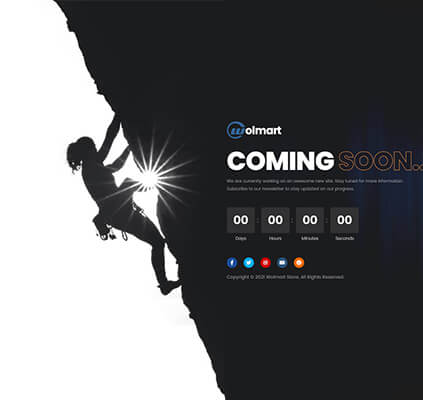 Wolmart
COMING SOON..
We are currently working on an awesome new site. Stay tuned for more information.
Subscribe to our newsletter to stay updated on our progress.
00 : 00 : 00 : 00
Days Hours Minutes Seconds
Copyright © 2021 Wolmart Store. All Rights Reserved.